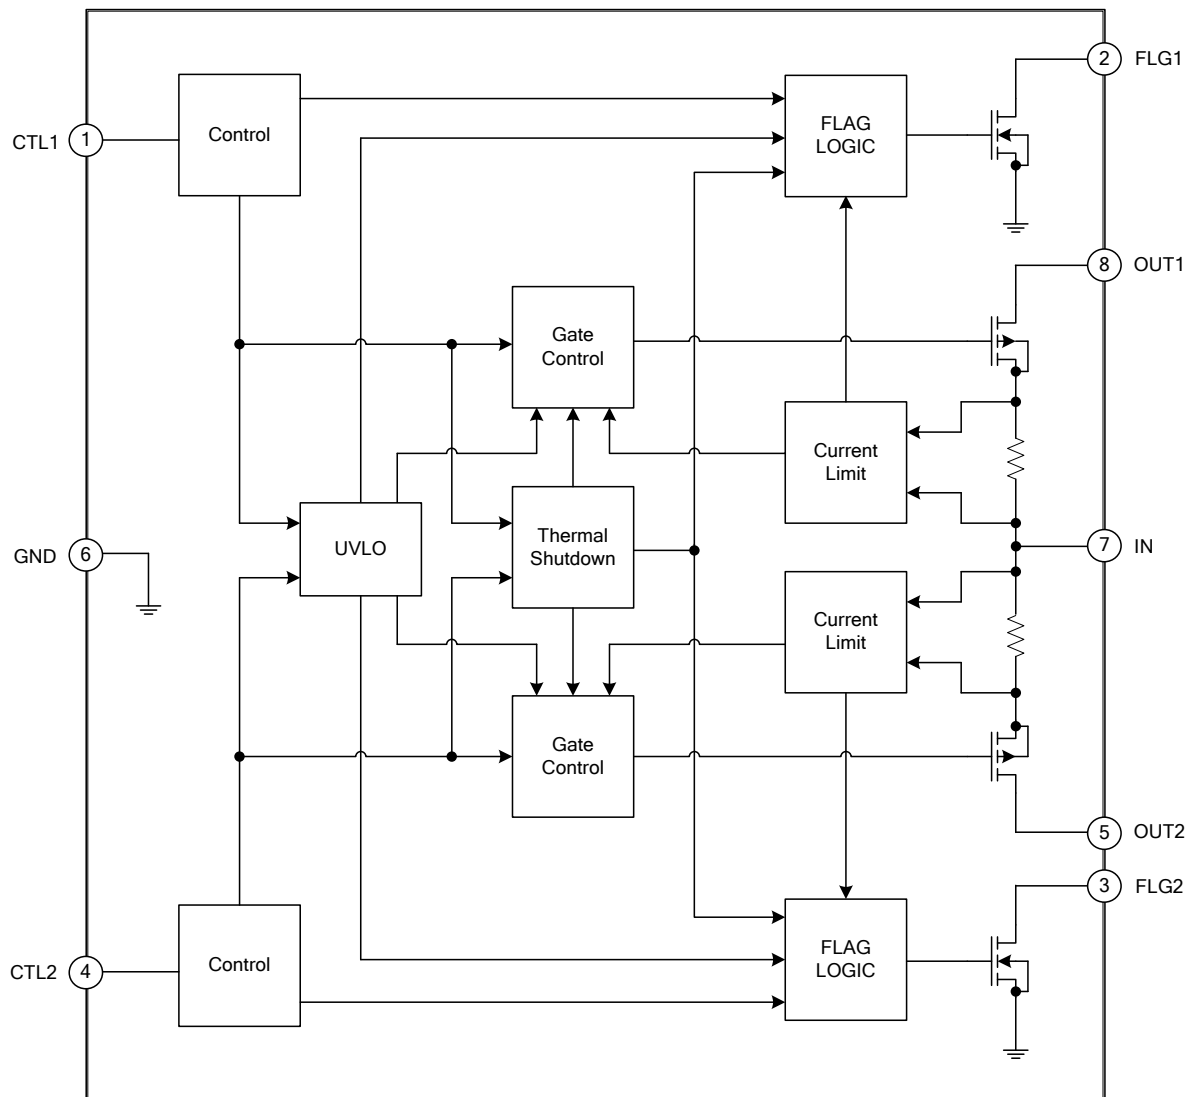 2 FLG1
Control
FLAG
LOGIC
CTL1 1
8 OUT1
Gate
Control
Current
Limit
UVLO
Thermal
Shutdown
GND 6
7 IN
Current
Limit
Gate
Control
5 OUT2
3 FLG2
Control
FLAG
LOGIC
CTL2 4